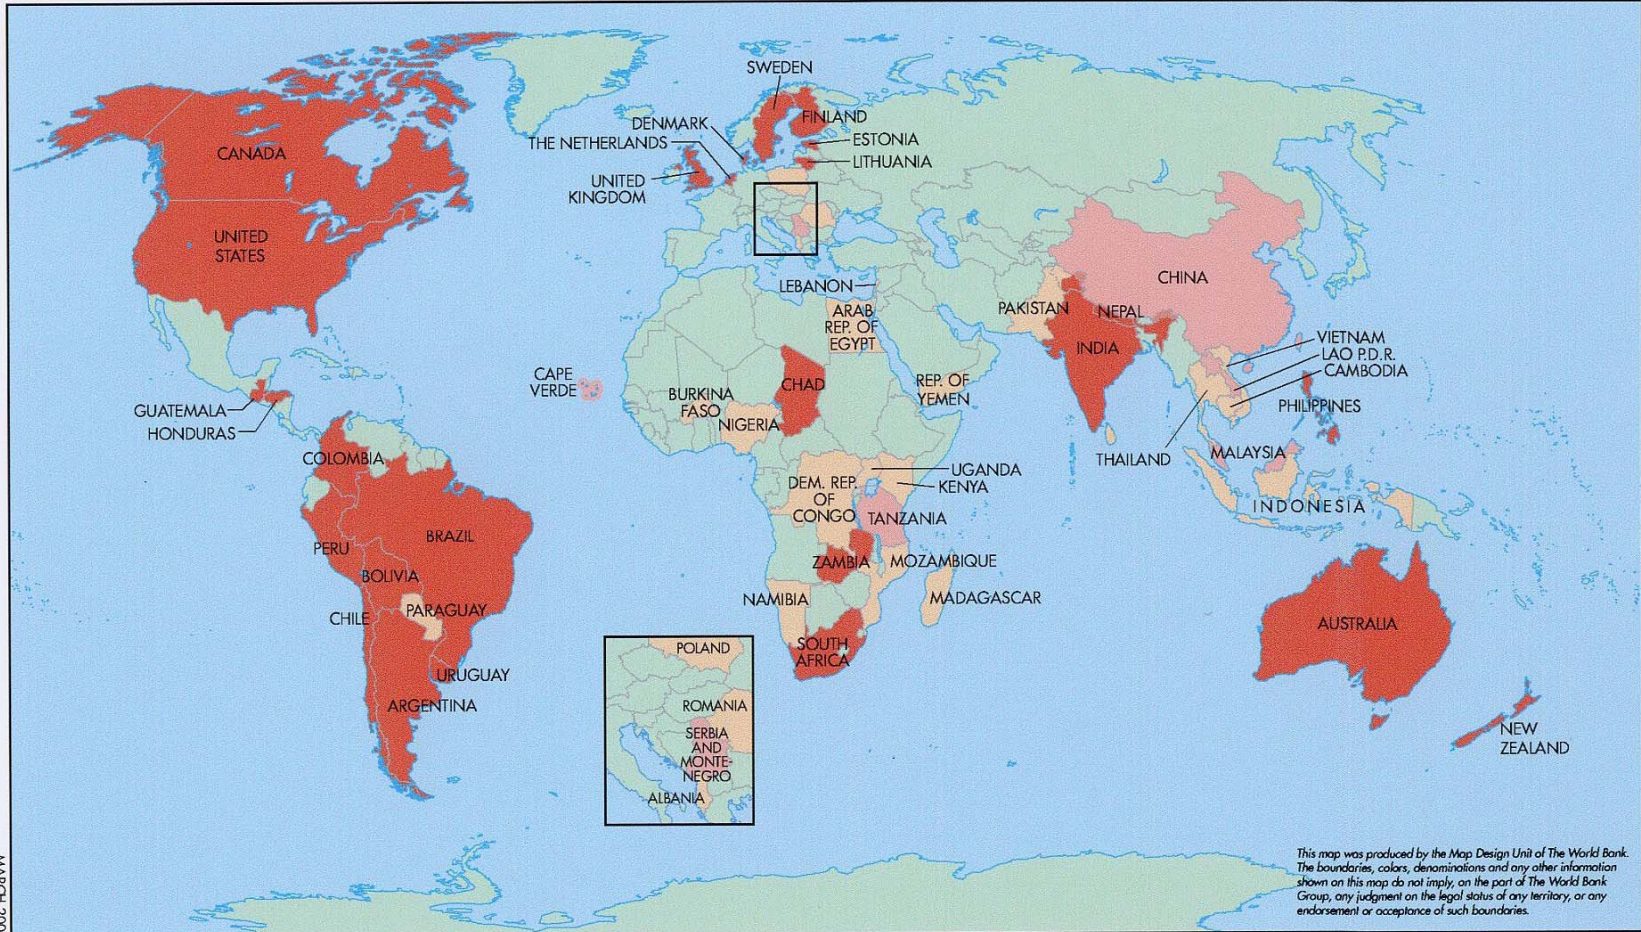 SWEDEN
FINLAND
DENMARK
THE NETHERLANDS
ESTONIA
LITHUANIA
UNITED
KINGDOM
CANADA
UNITED
STATES
LEBANON
ARAB
REP. OF
EGYPT
PAKISTAN
NEPAL
CHINA
INDIA
VIETNAM
LAO P.D.R.
CAMBODIA
CAPE
VERDE
BURKINA
FASO
CHAD
NIGERIA
REP. OF
YEMEN
GUATEMALA
HONDURAS
PHILIPPINES
COLOMBIA
THAILAND
MALAYSIA
UGANDA
KENYA
DEM. REP.
OF
CONGO
TANZANIA
INDONESIA
PERU
BRAZIL
BOLIVIA
ZAMBIA
MOZAMBIQUE
NAMIBIA
MADAGASCAR
CHILE
PARAGUAY
SOUTH
AFRICA
AUSTRALIA
URUGUAY
ARGENTINA
POLAND
ROMANIA
SERBIA
AND
MONTE-
NEGRO
ALBANIA
NEW
ZEALAND
This map was produced by the Map Design Unit of The World Bank.
The boundaries, colors, denominations and any other information
shown on this map do not imply, on the part of The World Bank
Group, any judgment on the legal status of any territory, or any
endorsement or acceptance of such boundaries.